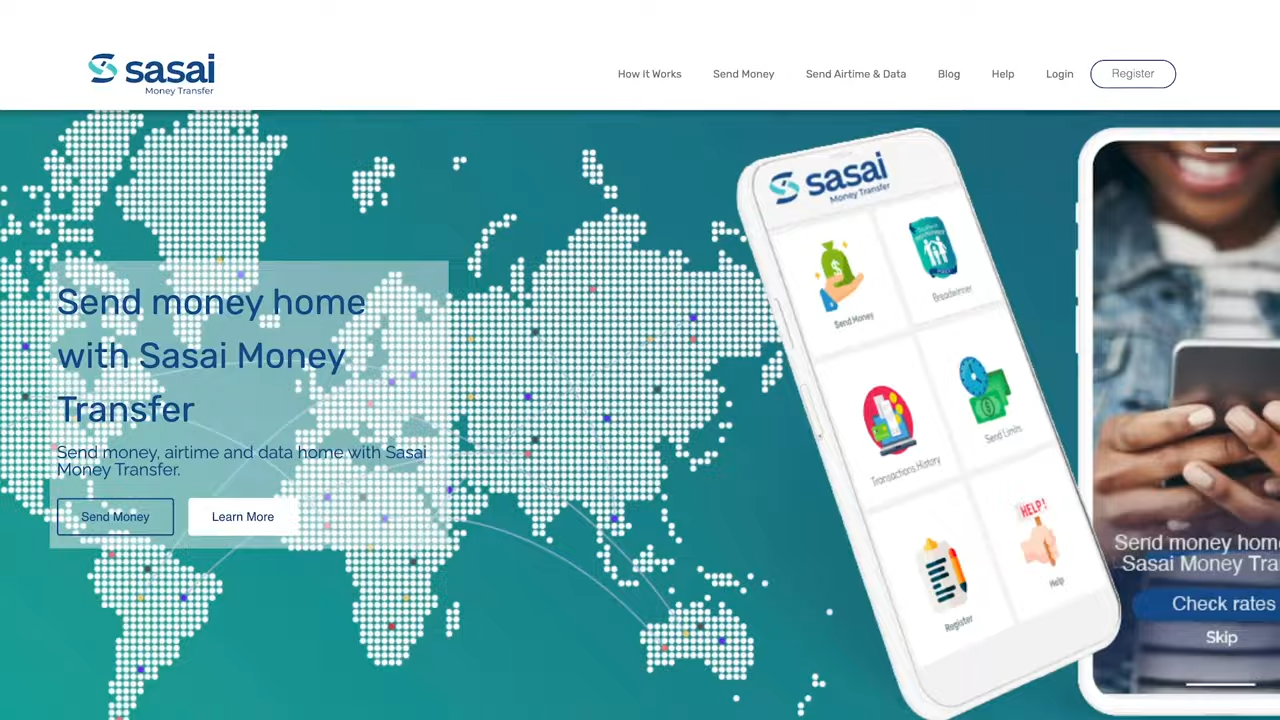 sasai
Money Transfer
How It Works
Send Money
Send Airtime & Data
Blog
Help
Login
Register
Send money home
with Sasai Money
Transfer
Send money, airtime and data home with Sasai
Money Transfer.
Send Money
Learn More
sasai
Money Transfer
Send Money
Breadwinner
Transactions History
Send Limits
HELP!
Register
Help
Send money hom
Sasai Money Tra
Check rates
Skip